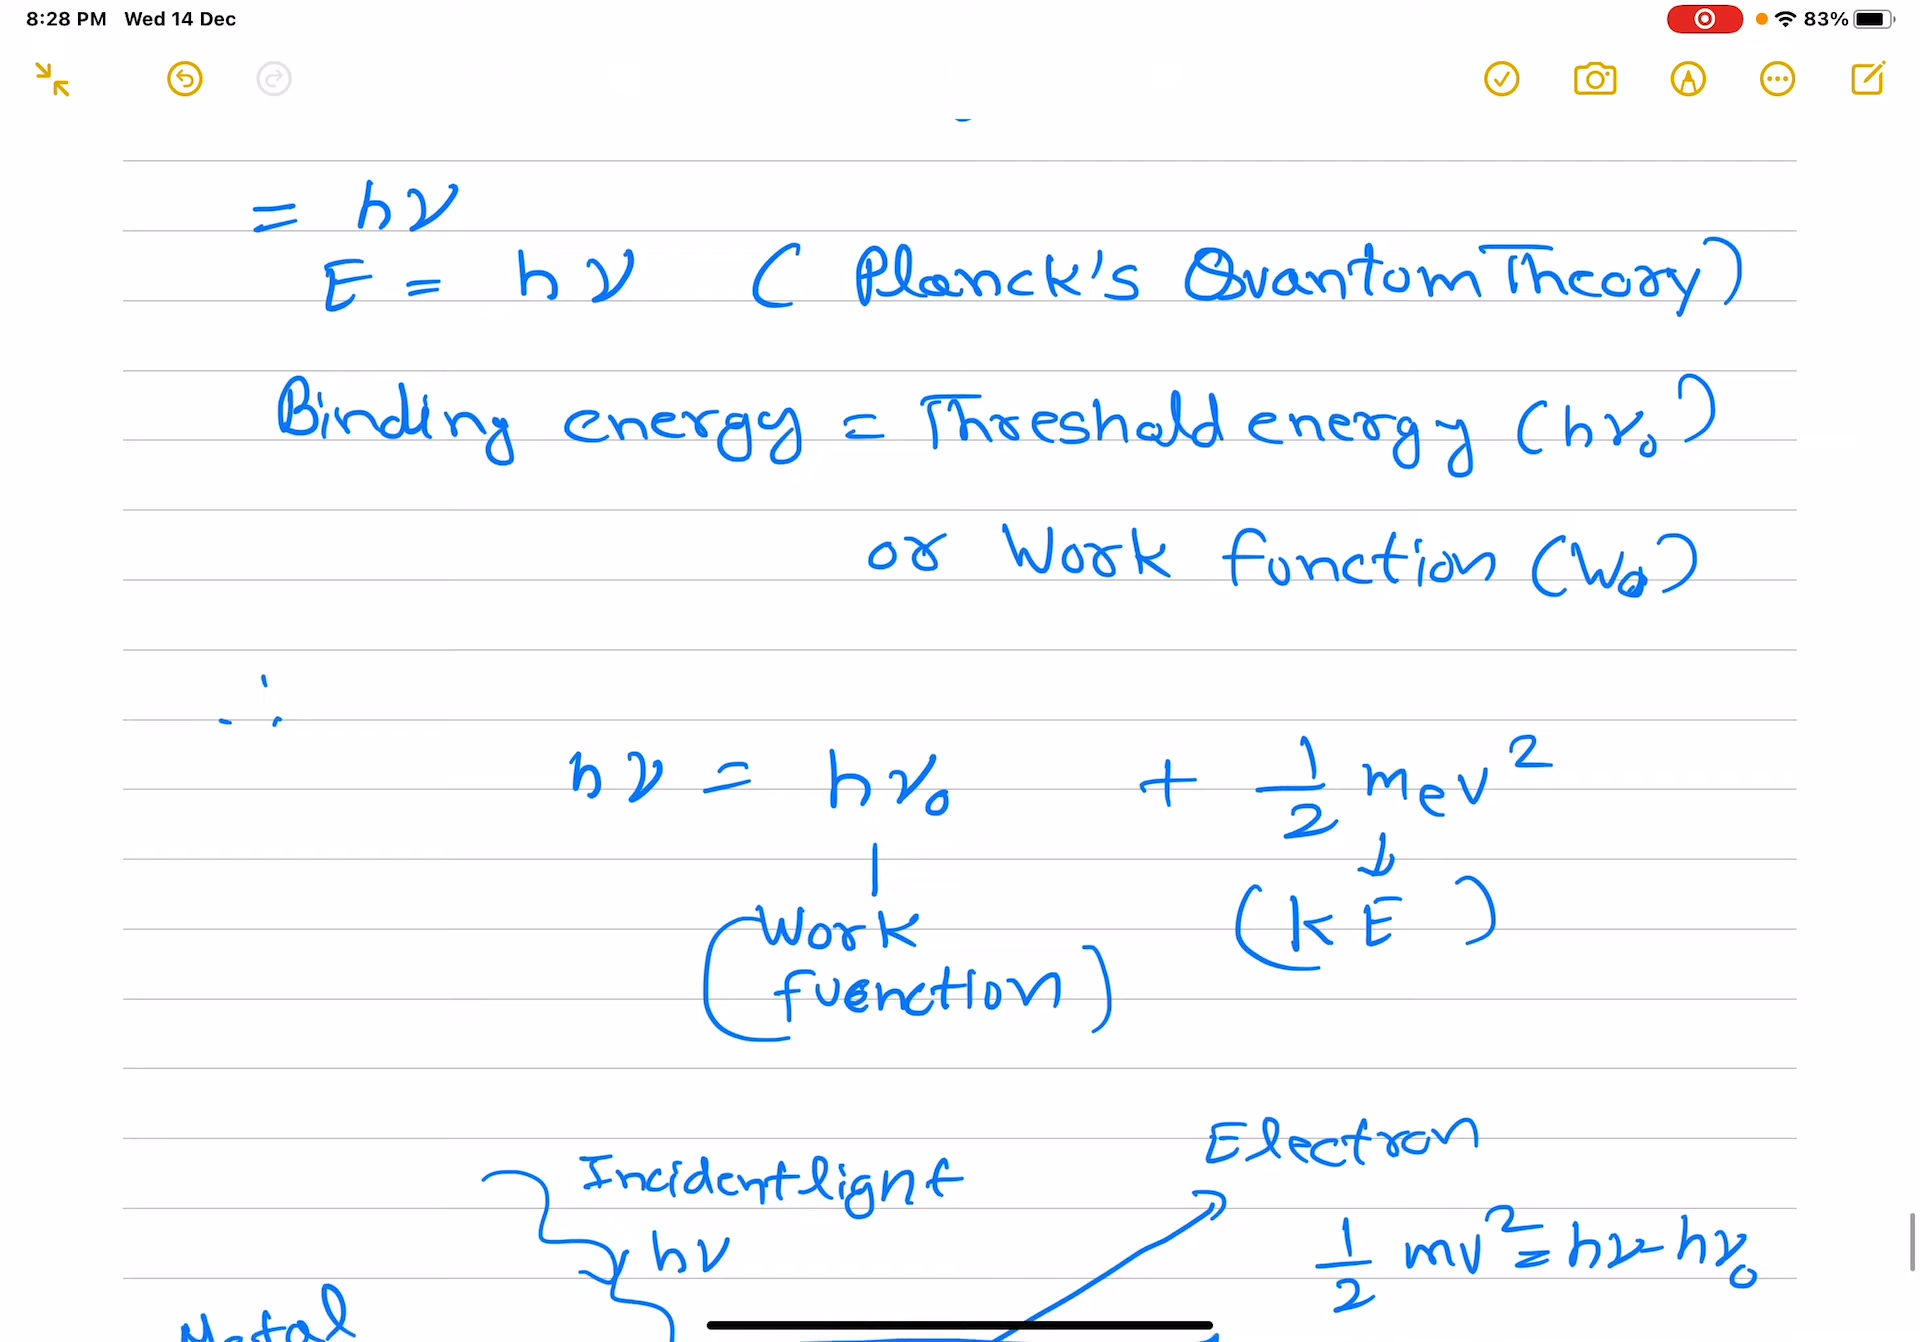 8:28 PM Wed 14 Dec 83%
= hν
E = hν ( Planck's Quantom Theory)
Binding energy = Threshold energy (hν₀)
or Work function (W₀)
∴
hν = hν₀ + 1/2 mₑv²
(Work function) (KE)
Electron
Incident light
hν
1/2 mv² = hν - hν₀
Metal